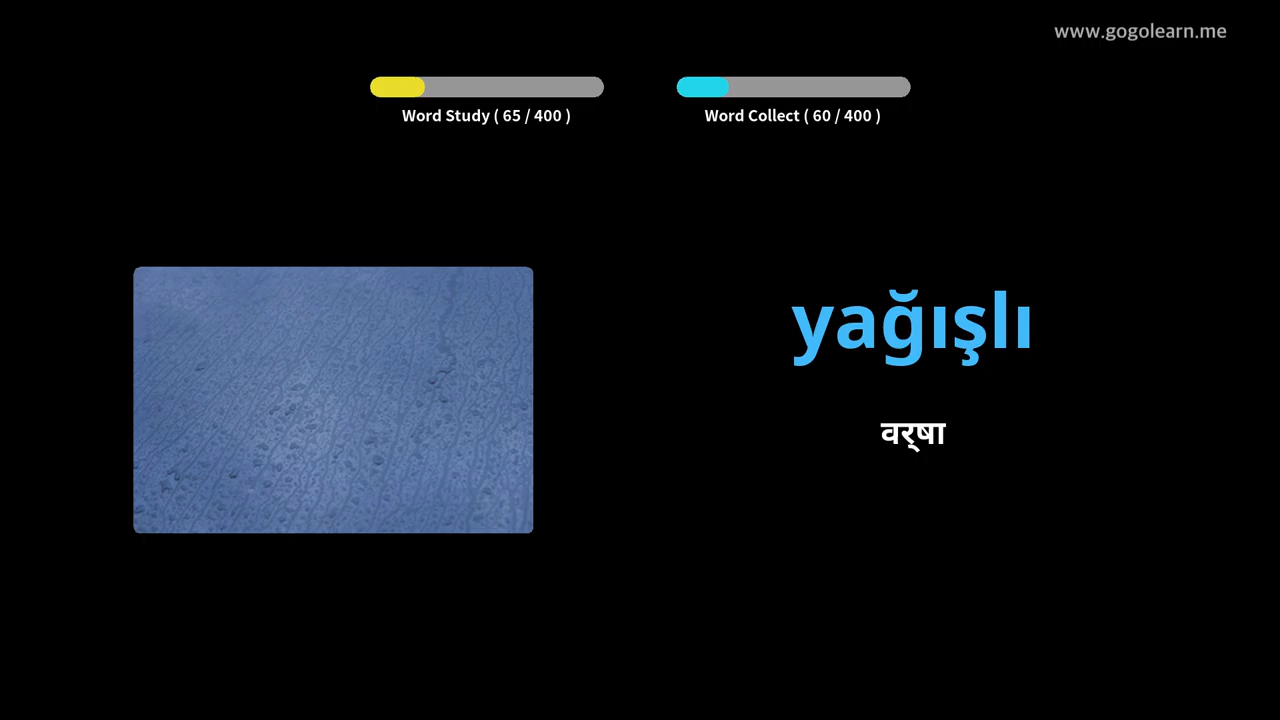 www.gogolearn.me
Word Study ( 65 / 400 )
Word Collect ( 60 / 400 )
yağışlı
वर्षा